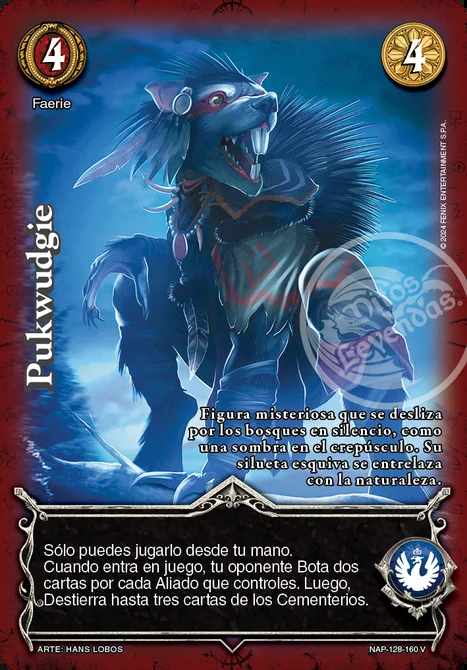 4
4
Faerie
© 2024 FENIX ENTERTAINMENT S.P.A.
Pukwudgie
Mitos
y
Leyendas.
Figura misteriosa que se desliza
por los bosques en silencio, como
una sombra en el crepúsculo. Su
silueta esquiva se entrelaza
con la naturaleza.
Sólo puedes jugarlo desde tu mano.
Cuando entra en juego, tu oponente Bota dos
cartas por cada Aliado que controles. Luego,
Destierra hasta tres cartas de los Cementerios.
ARTE: HANS LOBOS
NAP-128-160 V